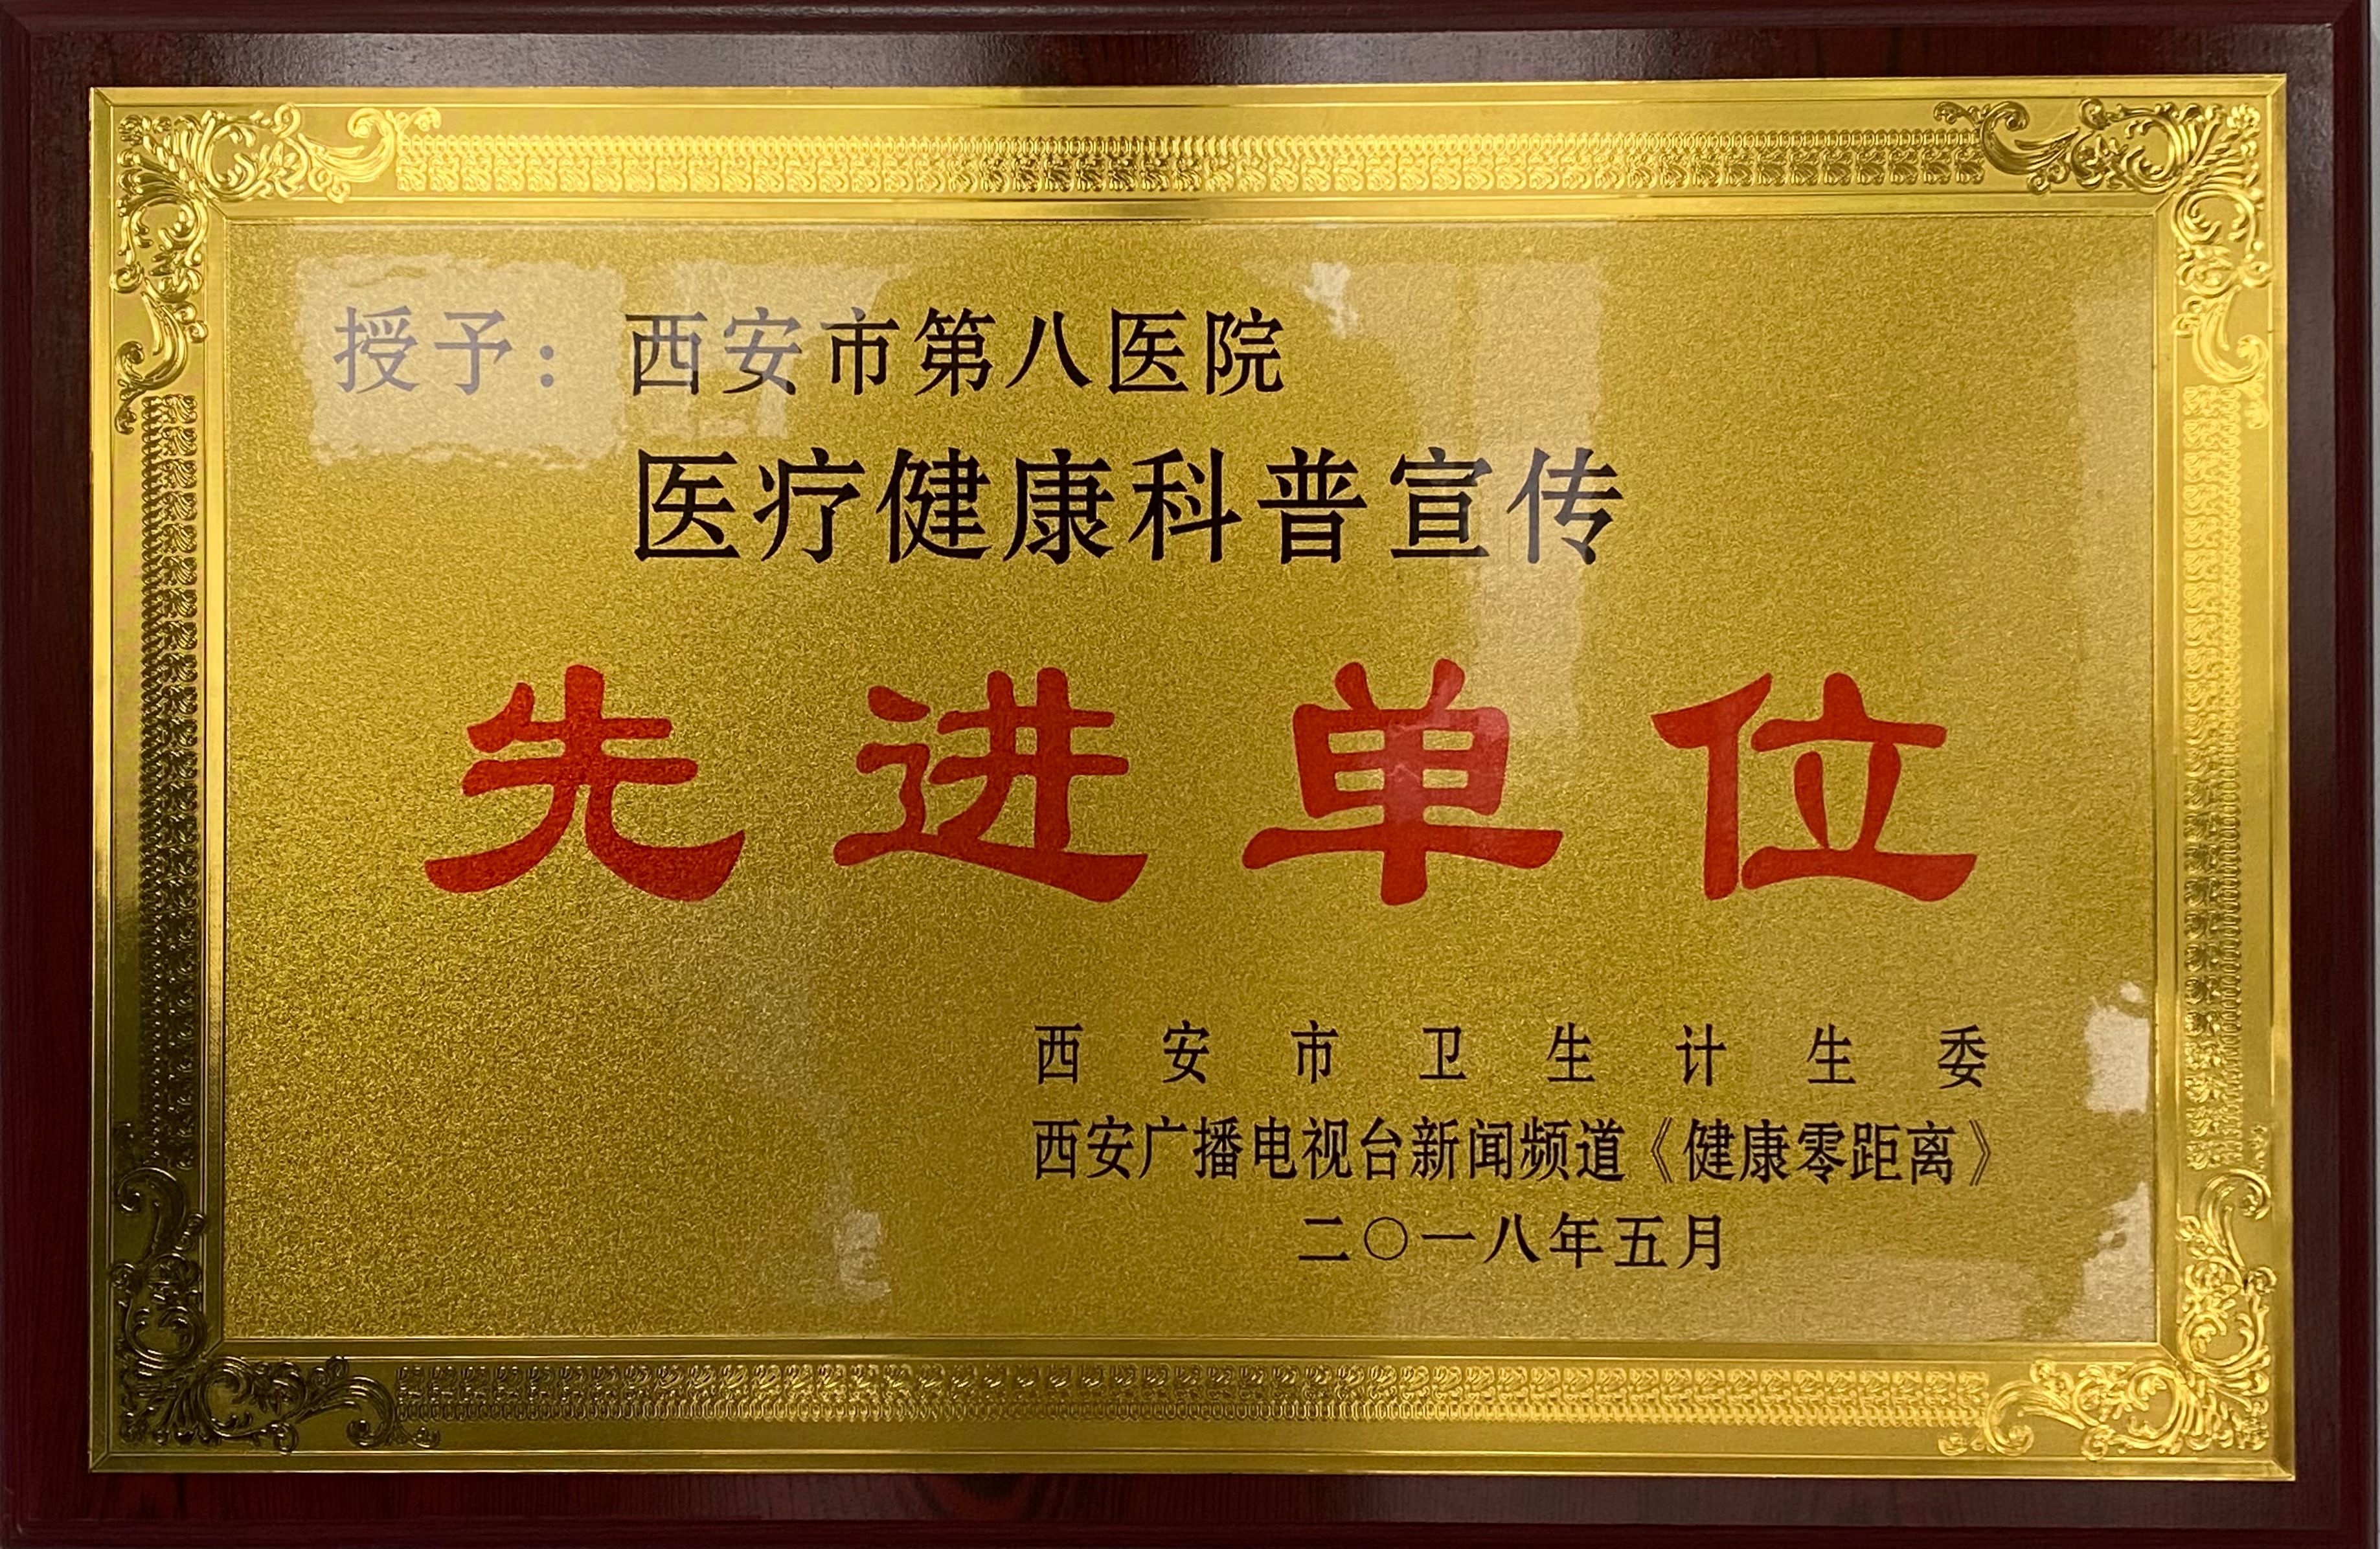 授予：西安市第八医院
医疗健康科普宣传
先进单位
西安市卫生计生委
西安广播电视台新闻频道《健康零距离》
二〇一八年五月